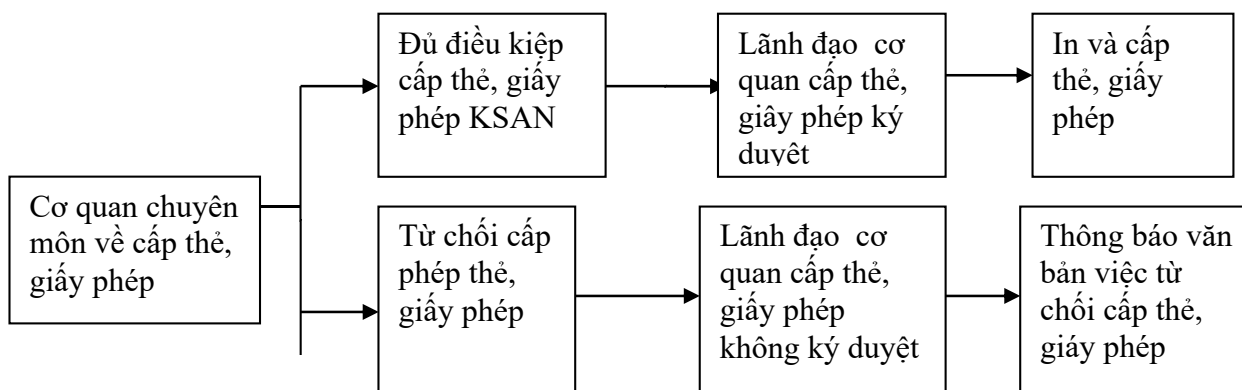 Đủ điều kiệp
cấp thẻ, giấy
phép KSAN
Lãnh đạo cơ
quan cấp thẻ,
giây phép ký
duyêt
In và cấp
thẻ, giấy
phép
Cơ quan chuyên
môn về cấp thẻ,
giấy phép
Từ chối cấp
phép thẻ,
giấy phép
Lãnh đạo cơ
quan cấp thẻ,
giấy phép
không ký duyệt
Thông báo văn
bản việc từ
chối cấp thẻ,
giáy phép